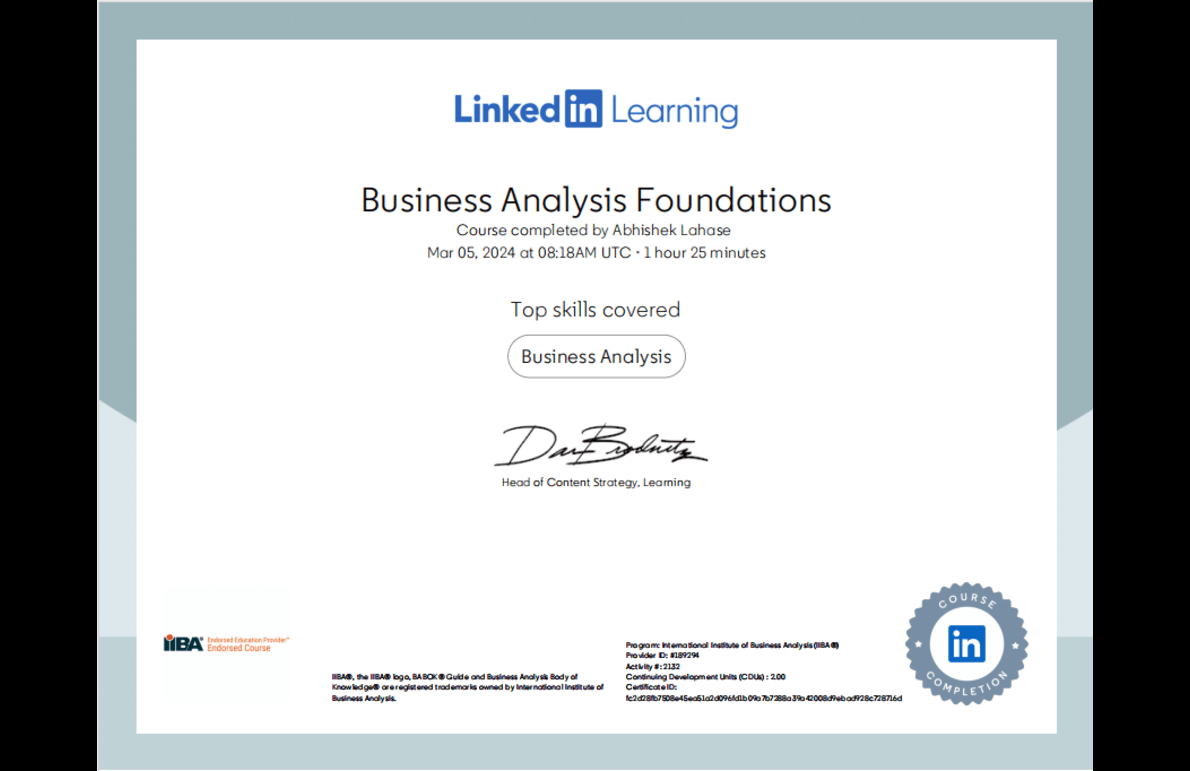 Linkedin Learning
Business Analysis Foundations
Course completed by Abhishek Lahase
Mar 05, 2024 at 08:18AM UTC • 1 hour 25 minutes
Top skills covered
Business Analysis
Head of Content Strategy, Learning
IIBA® Endorsed Education Provider™
Endorsed Course
IIBA®, the IIBA® logo, BABOK® Guide and Business Analysis Body of
Knowledge® are registered trademarks owned by International Institute of
Business Analysis.
Program: International Institute of Business Analysis (IIBA®)
Provider ID: #189294
Activity #: 2132
Continuing Development Units (CDUs) : 2.00
Certificate ID:
COURSE
in
COMPLETION